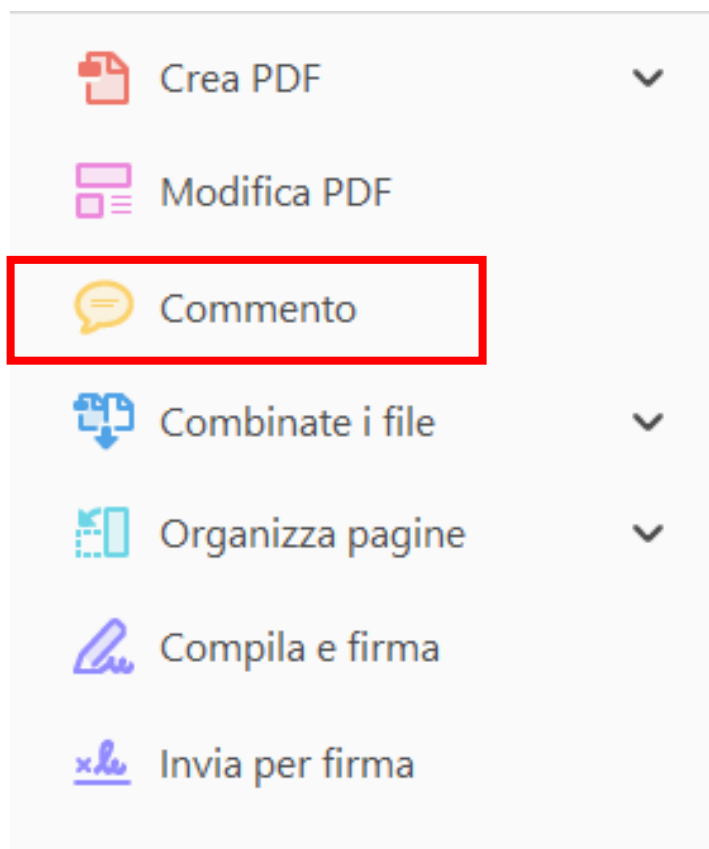 Crea PDF
Modifica PDF
Commento
Combinate i file
Organizza pagine
Compila e firma
Invia per firma